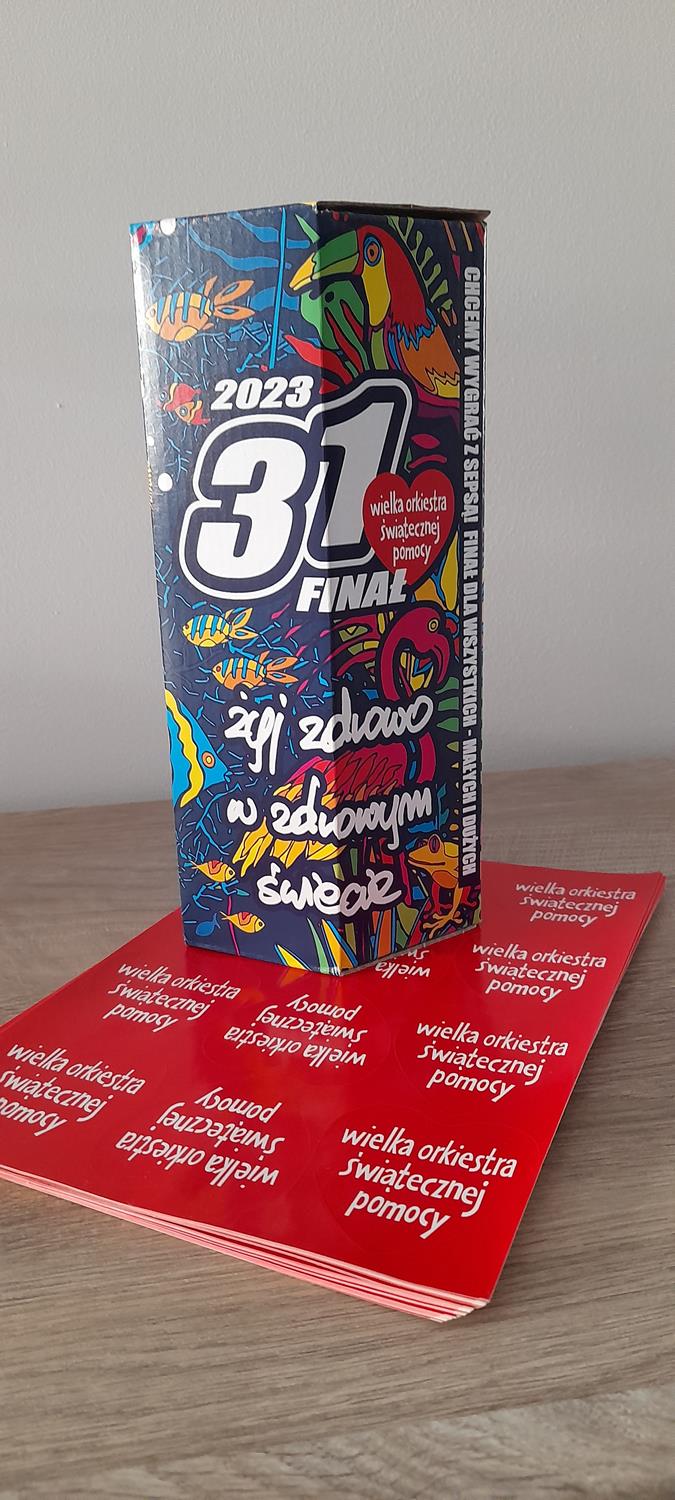 2023
31
wielka orkiestra
świątecznej
pomocy
FINAŁ
żyj zdrowo
w zdrowym
świecie
CHCEMY WYGRAĆ Z SEPSĄ! FINAŁ DLA WSZYSTKICH - MAŁYCH I DUŻYCH
wielka orkiestra
świątecznej
pomocy
wielka orkiestra
świątecznej
pomocy
wielka
wielka orkiestra
świątecznej
pomocy
wielka orkiestra
świątecznej
pomocy
wielka orkiestra
świątecznej
pomocy
wielka orkiestra
świątecznej
pomocy
wielka orkiestra
świątecznej
pomocy
wielka orkiestra
świątecznej
pomocy